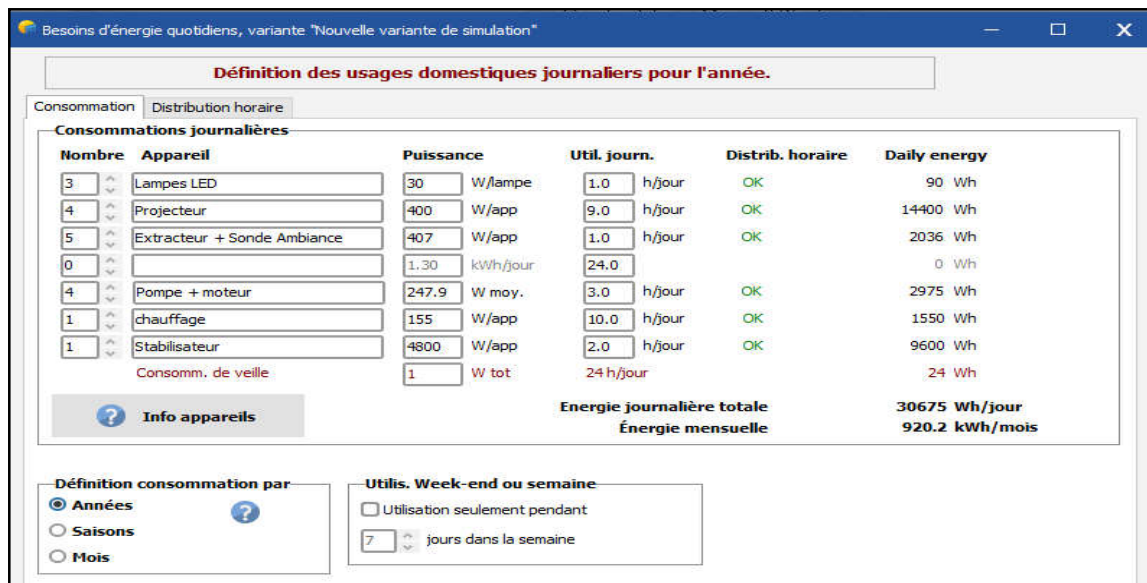 Besoins d'énergie quotidiens, variante "Nouvelle variante de simulation"
Définition des usages domestiques journaliers pour l'année.
Consommation Distribution horaire
Consommations journalières
Nombre Appareil Puissance Util. journ. Distrib. horaire Daily energy
3 Lampes LED 30 W/lampe 1.0 h/jour OK 90 Wh
4 Projecteur 400 W/app 9.0 h/jour OK 14400 Wh
5 Extracteur + Sonde Ambiance 407 W/app 1.0 h/jour OK 2036 Wh
0 1.30 kWh/jour 24.0 0 Wh
4 Pompe + moteur 247.9 W moy. 3.0 h/jour OK 2975 Wh
1 chauffage 155 W/app 10.0 h/jour OK 1550 Wh
1 Stabilisateur 4800 W/app 2.0 h/jour OK 9600 Wh
Consomm. de veille 1 W tot 24 h/jour 24 Wh
? Info appareils
Energie journalière totale 30675 Wh/jour
Énergie mensuelle 920.2 kWh/mois
Définition consommation par
Années ?
Saisons
Mois
Utilis. Week-end ou semaine
Utilisation seulement pendant
7 jours dans la semaine